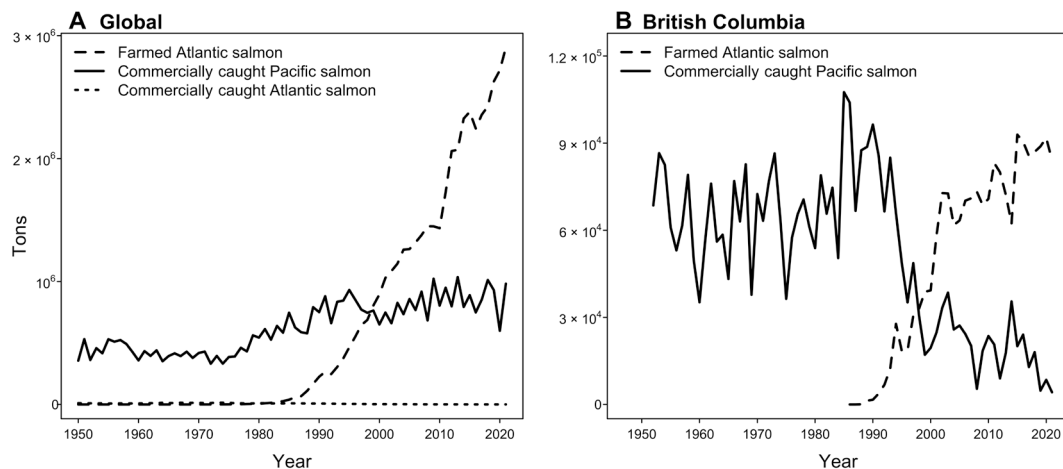 A Global
Farmed Atlantic salmon
Commercially caught Pacific salmon
Commercially caught Atlantic salmon
Tons
3 × 10⁶
2 × 10⁶
10⁶
0
1950 1960 1970 1980 1990 2000 2010 2020
Year
B British Columbia
Farmed Atlantic salmon
Commercially caught Pacific salmon
1.2 × 10⁵
9 × 10⁴
6 × 10⁴
3 × 10⁴
0
1950 1960 1970 1980 1990 2000 2010 2020
Year